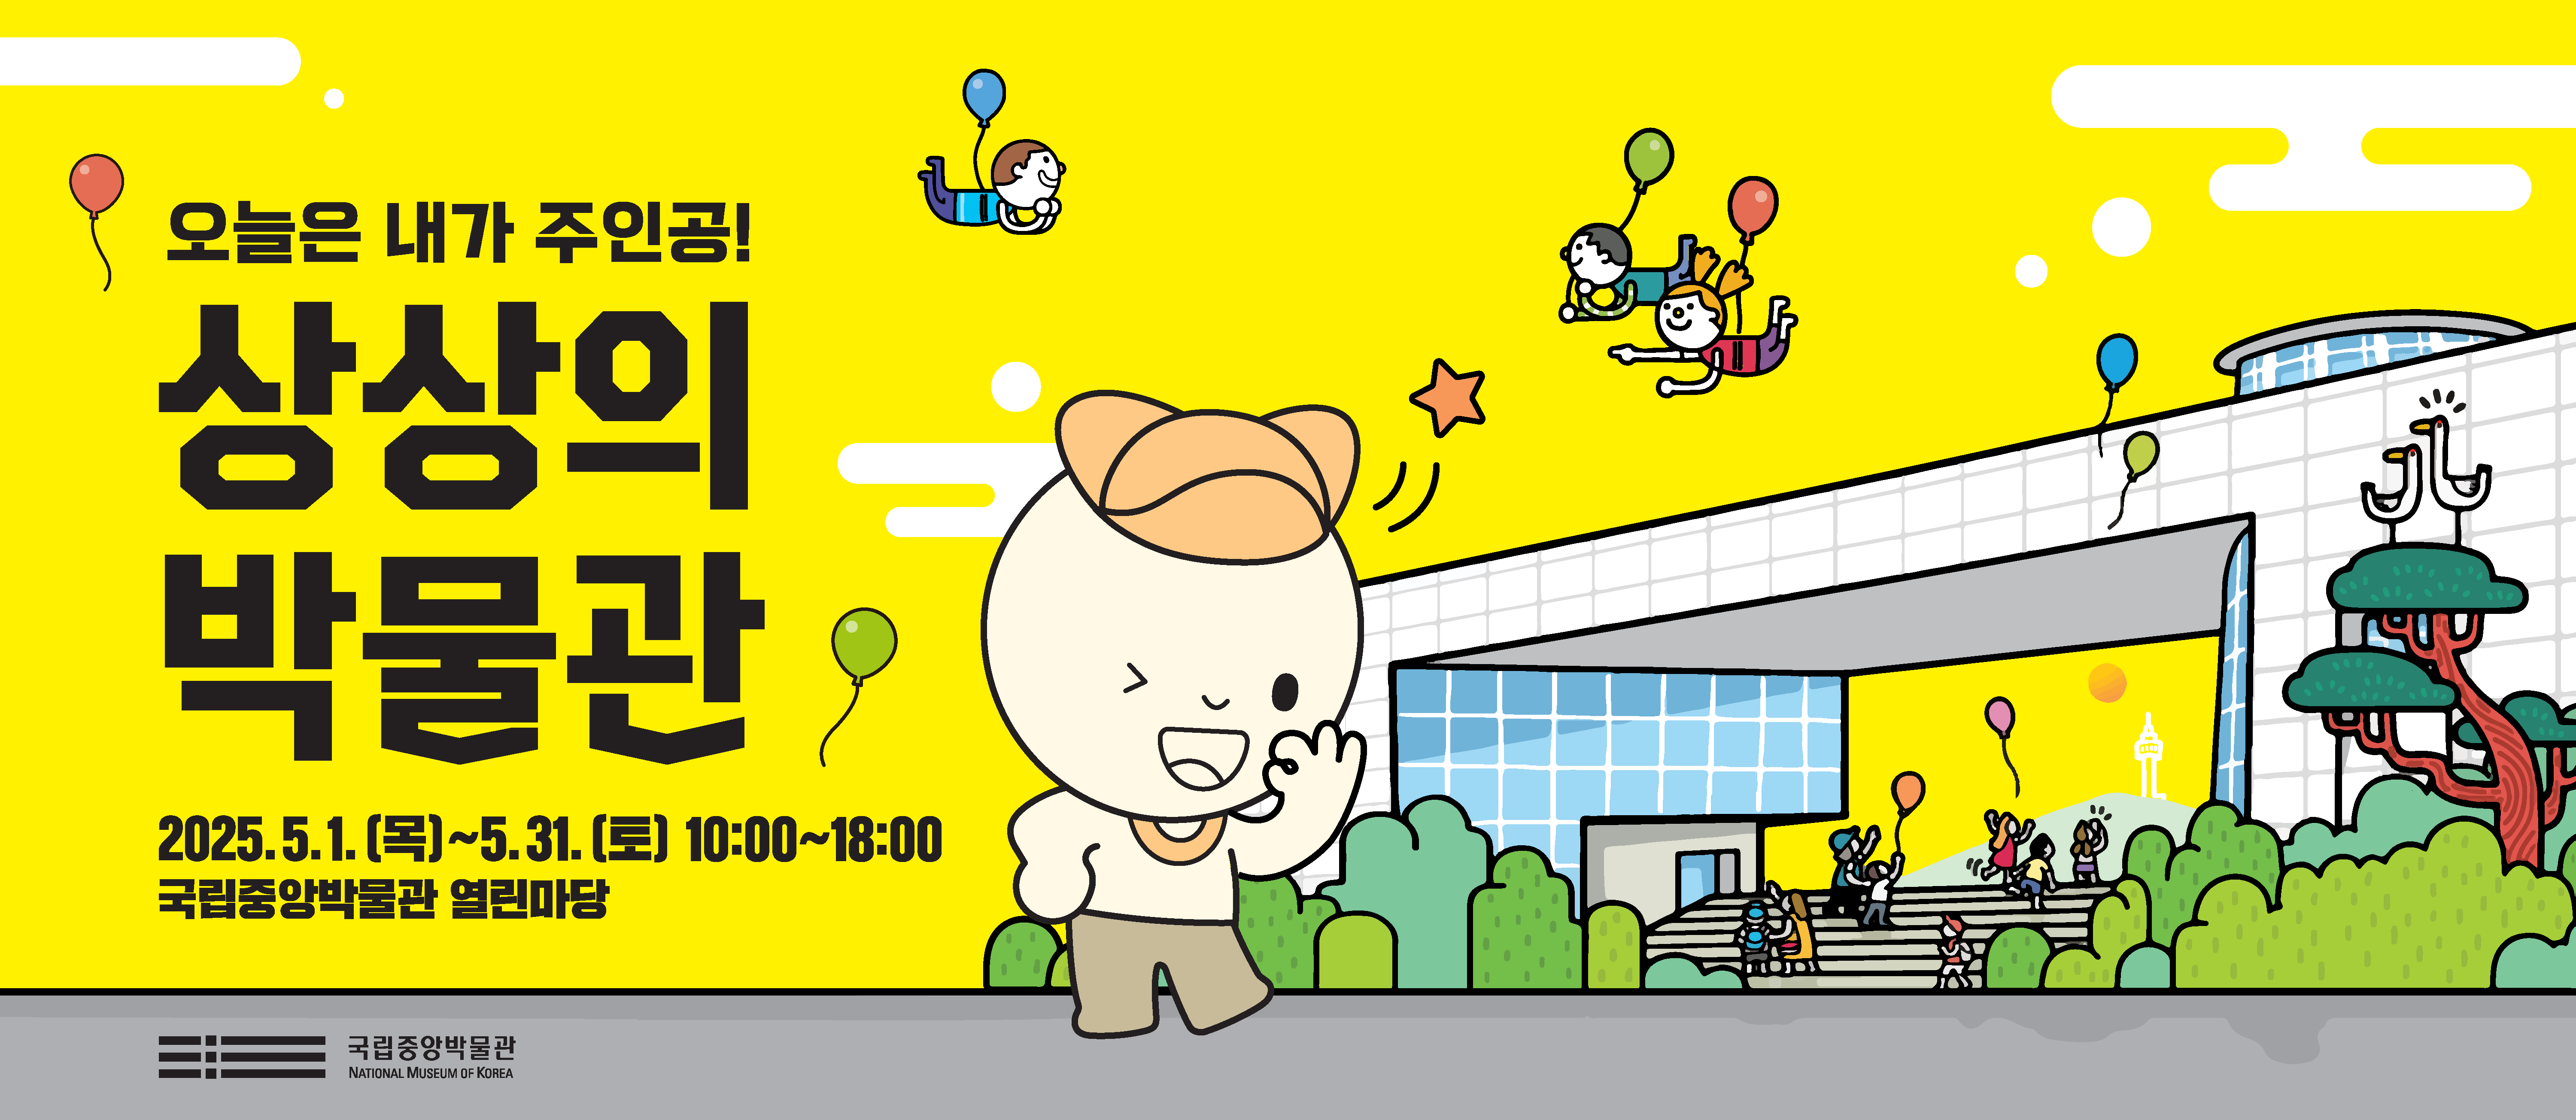 오늘은 내가 주인공!
상상의
박물관
2025. 5. 1. (목) ~5. 31. (토) 10:00~18:00
국립중앙박물관 열린마당
국립중앙박물관
NATIONAL MUSEUM OF KOREA